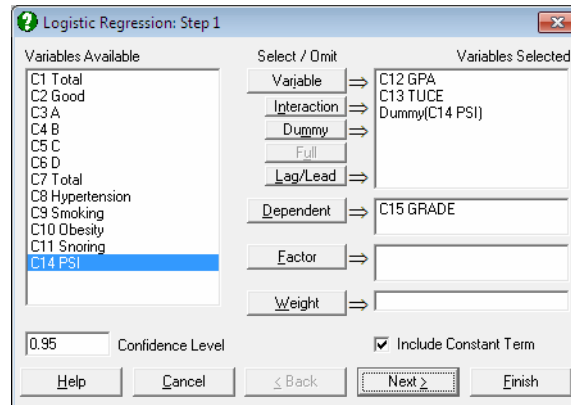 Logistic Regression: Step 1
Variables Available
Select / Omit
Variables Selected
C1 Total
C2 Good
C3 A
C4 B
C5 C
C6 D
C7 Total
C8 Hypertension
C9 Smoking
C10 Obesity
C11 Snoring
C14 PSI
Variable
Interaction
Dummy
Full
Lag/Lead
Dependent
Factor
Weight
C12 GPA
C13 TUCE
Dummy(C14 PSI)
C15 GRADE
0.95
Confidence Level
Include Constant Term
Help
Cancel
< Back
Next >
Finish